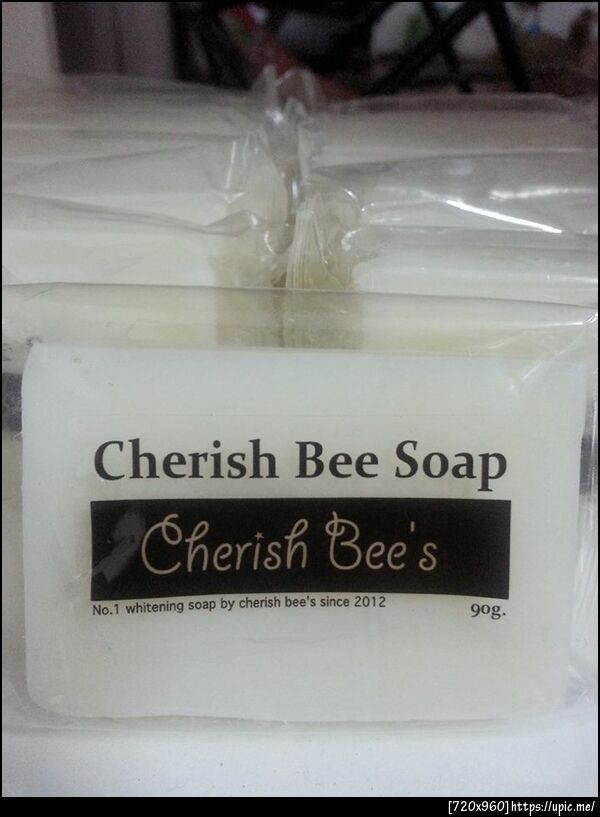 Cherish Bee Soap
Cherish Bee's
No.1 whitening soap by cherish bee's since 2012
90g.
[720x960]https://upic.me/